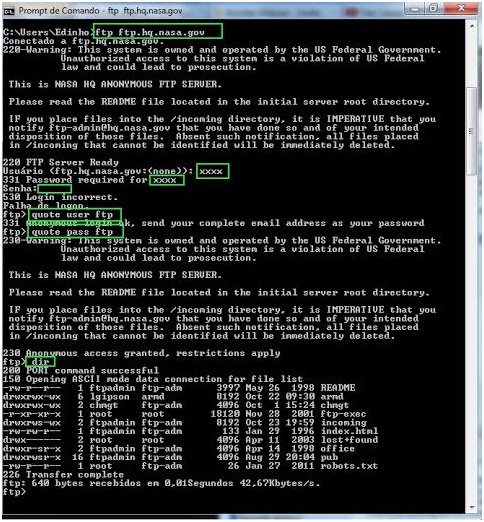 Prompt de Comando - ftp  ftp.hq.nasa.gov
C:\Users\Edinho>ftp ftp.hq.nasa.gov
Conectado a ftp.hq.nasa.gov.
220-Warning: This system is owned and operated by the US Federal Government.
Unauthorized access to this system is a violation of US Federal
law and could lead to prosecution.
This is NASA HQ ANONYMOUS FTP SERVER.
Please read the README file located in the initial server root directory.
IF you place files into the /incoming directory, it is IMPERATIVE that you
notify ftp-admin@hq.nasa.gov that you have done so and of your intended
disposition of those files.  Absent such notification, all files placed
in /incoming that cannot be identified will be immediately deleted.
220 FTP Server Ready
Usuário (ftp.hq.nasa.gov:(none)): xxxx
331 Password required for xxxx
Senha:
530 Login incorrect.
Falha de logon.
ftp> quote user ftp
331 Anonymous login ok, send your complete email address as your password
ftp> quote pass ftp
230-Warning: This system is owned and operated by the US Federal Government.
Unauthorized access to this system is a violation of US Federal
law and could lead to prosecution.
This is NASA HQ ANONYMOUS FTP SERVER.
Please read the README file located in the initial server root directory.
IF you place files into the /incoming directory, it is IMPERATIVE that you
notify ftp-admin@hq.nasa.gov that you have done so and of your intended
disposition of those files.  Absent such notification, all files placed
in /incoming that cannot be identified will be immediately deleted.
230 Anonymous access granted, restrictions apply
ftp> dir
200 PORT command successful
150 Opening ASCII mode data connection for file list
-rw-r--r--   1 ftpadmin ftp-adm      3997 May 26  1998 README
drwxrwx-wx   6 lgipson  armd         8192 Oct 22 09:30 armd
drwxrwx-wx   2 chmgt    ftp-adm      4096 Oct  1 15:24 chmgt
-r-xr-xr-x   1 root     root        18120 Nov 28  2001 ftp-exec
drwxrws-wx   2 ftpadmin ftp-adm      8192 Oct 23 19:59 incoming
-rw-r--r--   1 ftpadmin ftp-adm       133 Jan 29  1996 index.html
drwx------   2 root     root         4096 Apr 11  2003 lost+found
drwxr-sr-x   2 root     ftp-adm      4096 Apr 14  1998 office
drwxrwsr-x  16 ftpadmin ftp-adm      4096 Aug 29 20:04 pub
-rw-r--r--   1 root     root           26 Jan 27  2011 robots.txt
226 Transfer complete
ftp: 640 bytes recebidos em 0,01Segundos 42,67Kbytes/s.
ftp>